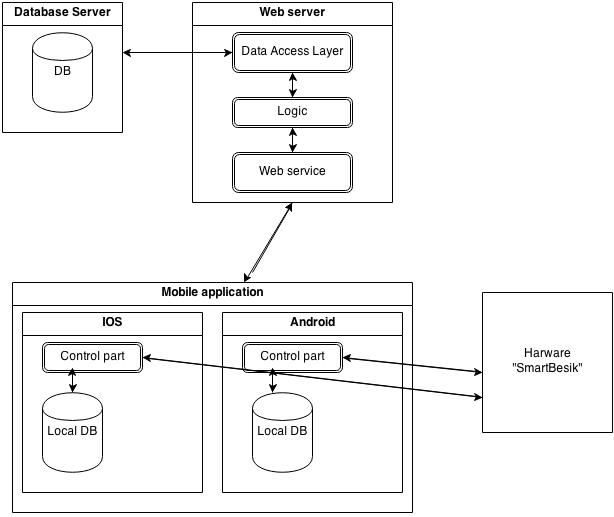 Database Server
DB
Web server
Data Access Layer
Logic
Web service
Mobile application
IOS
Control part
Local DB
Android
Control part
Local DB
Harware
"SmartBesik"